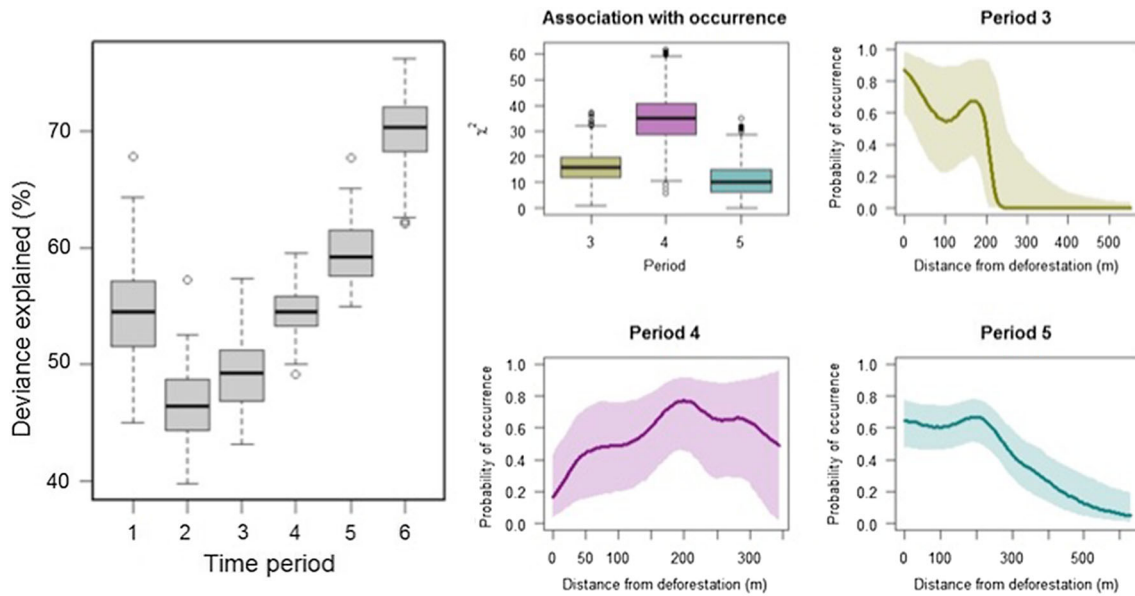 Deviance explained (%)
70
60
50
40
1 2 3 4 5 6
Time period
Association with occurrence
χ²
60
50
40
30
20
10
0
3 4 5
Period
Period 3
Probability of occurrence
1.0
0.8
0.6
0.4
0.2
0.0
0 100 200 300 400 500
Distance from deforestation (m)
Period 4
Probability of occurrence
1.0
0.8
0.6
0.4
0.2
0.0
0 50 100 200 300
Distance from deforestation (m)
Period 5
Probability of occurrence
1.0
0.8
0.6
0.4
0.2
0.0
0 100 300 500
Distance from deforestation (m)